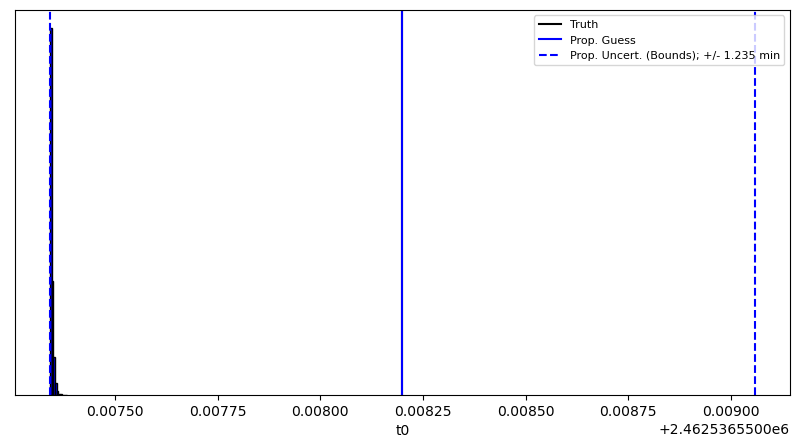 Truth
Prop. Guess
Prop. Uncert. (Bounds); +/- 1.235 min
0.00750 0.00775 0.00800 0.00825 0.00850 0.00875 0.00900
t0
+2.4625365500e6